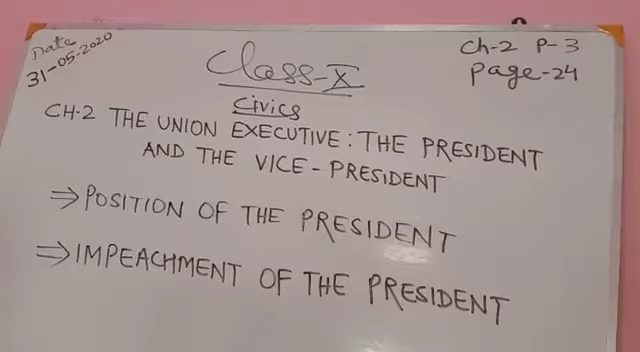 Date
31-05-2020
Ch-2 P-3
Page-24
Class-X
Civics
CH-2 THE UNION EXECUTIVE: THE PRESIDENT
AND THE VICE-PRESIDENT
⇒ POSITION OF THE PRESIDENT
⇒ IMPEACHMENT OF THE PRESIDENT